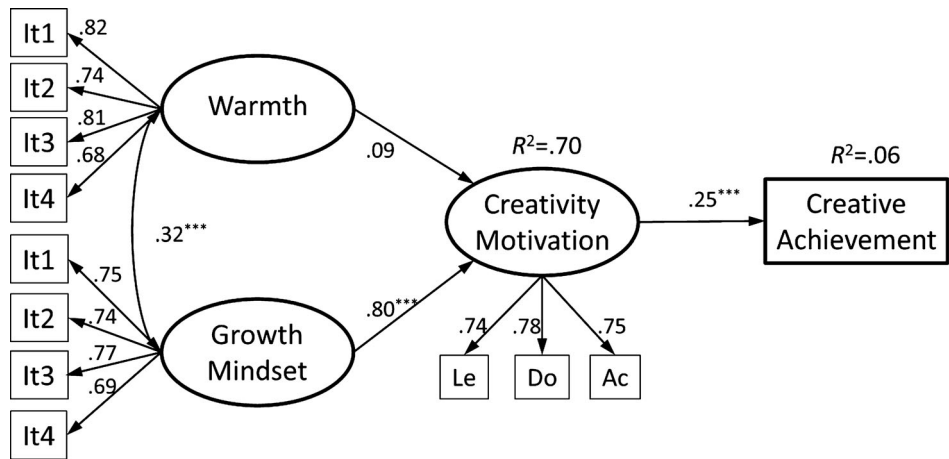 It1
.82
It2
.74
It3
.81
It4
.68
Warmth
.09
R²=.70
R²=.06
Creativity
Motivation
.25***
Creative
Achievement
.32***
It1
.75
It2
.74
It3
.77
It4
.69
Growth
Mindset
.80***
.74
.78
.75
Le
Do
Ac